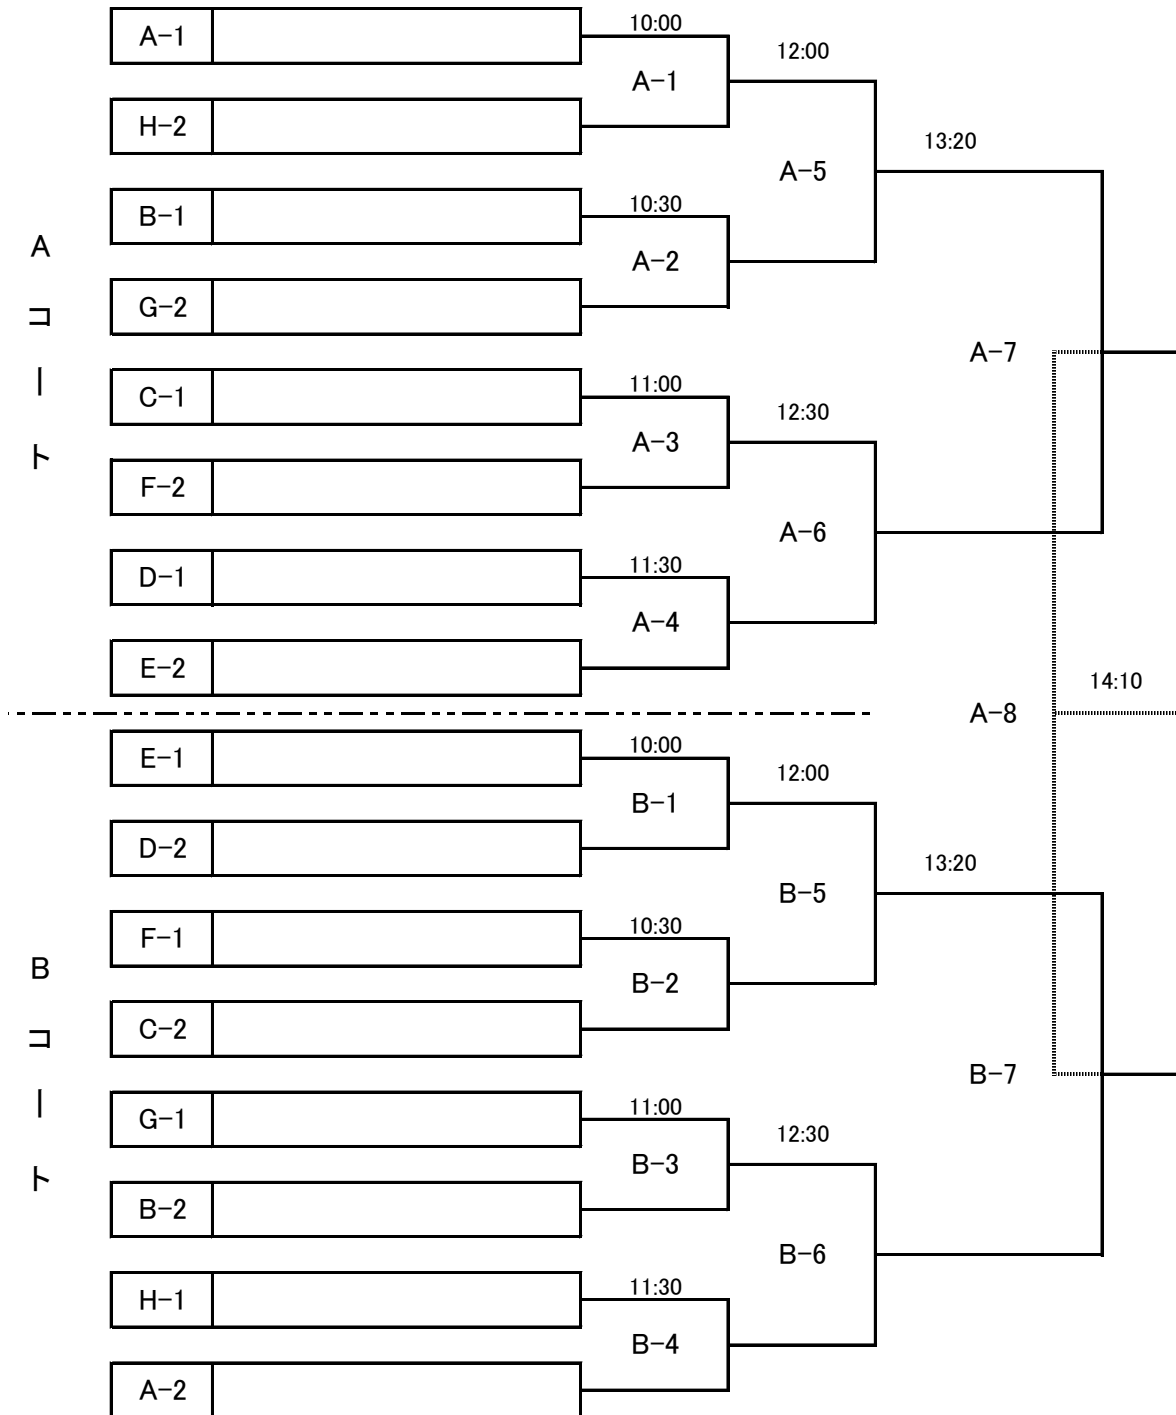 A-1
10:00
12:00
A-1
H-2
13:20
A-5
B-1
10:30
A-2
G-2
Aコート
A-7
C-1
11:00
12:30
A-3
F-2
A-6
D-1
11:30
A-4
E-2
14:10
A-8
E-1
10:00
12:00
B-1
D-2
13:20
B-5
F-1
10:30
B-2
C-2
Bコート
B-7
G-1
11:00
12:30
B-3
B-2
B-6
H-1
11:30
B-4
A-2